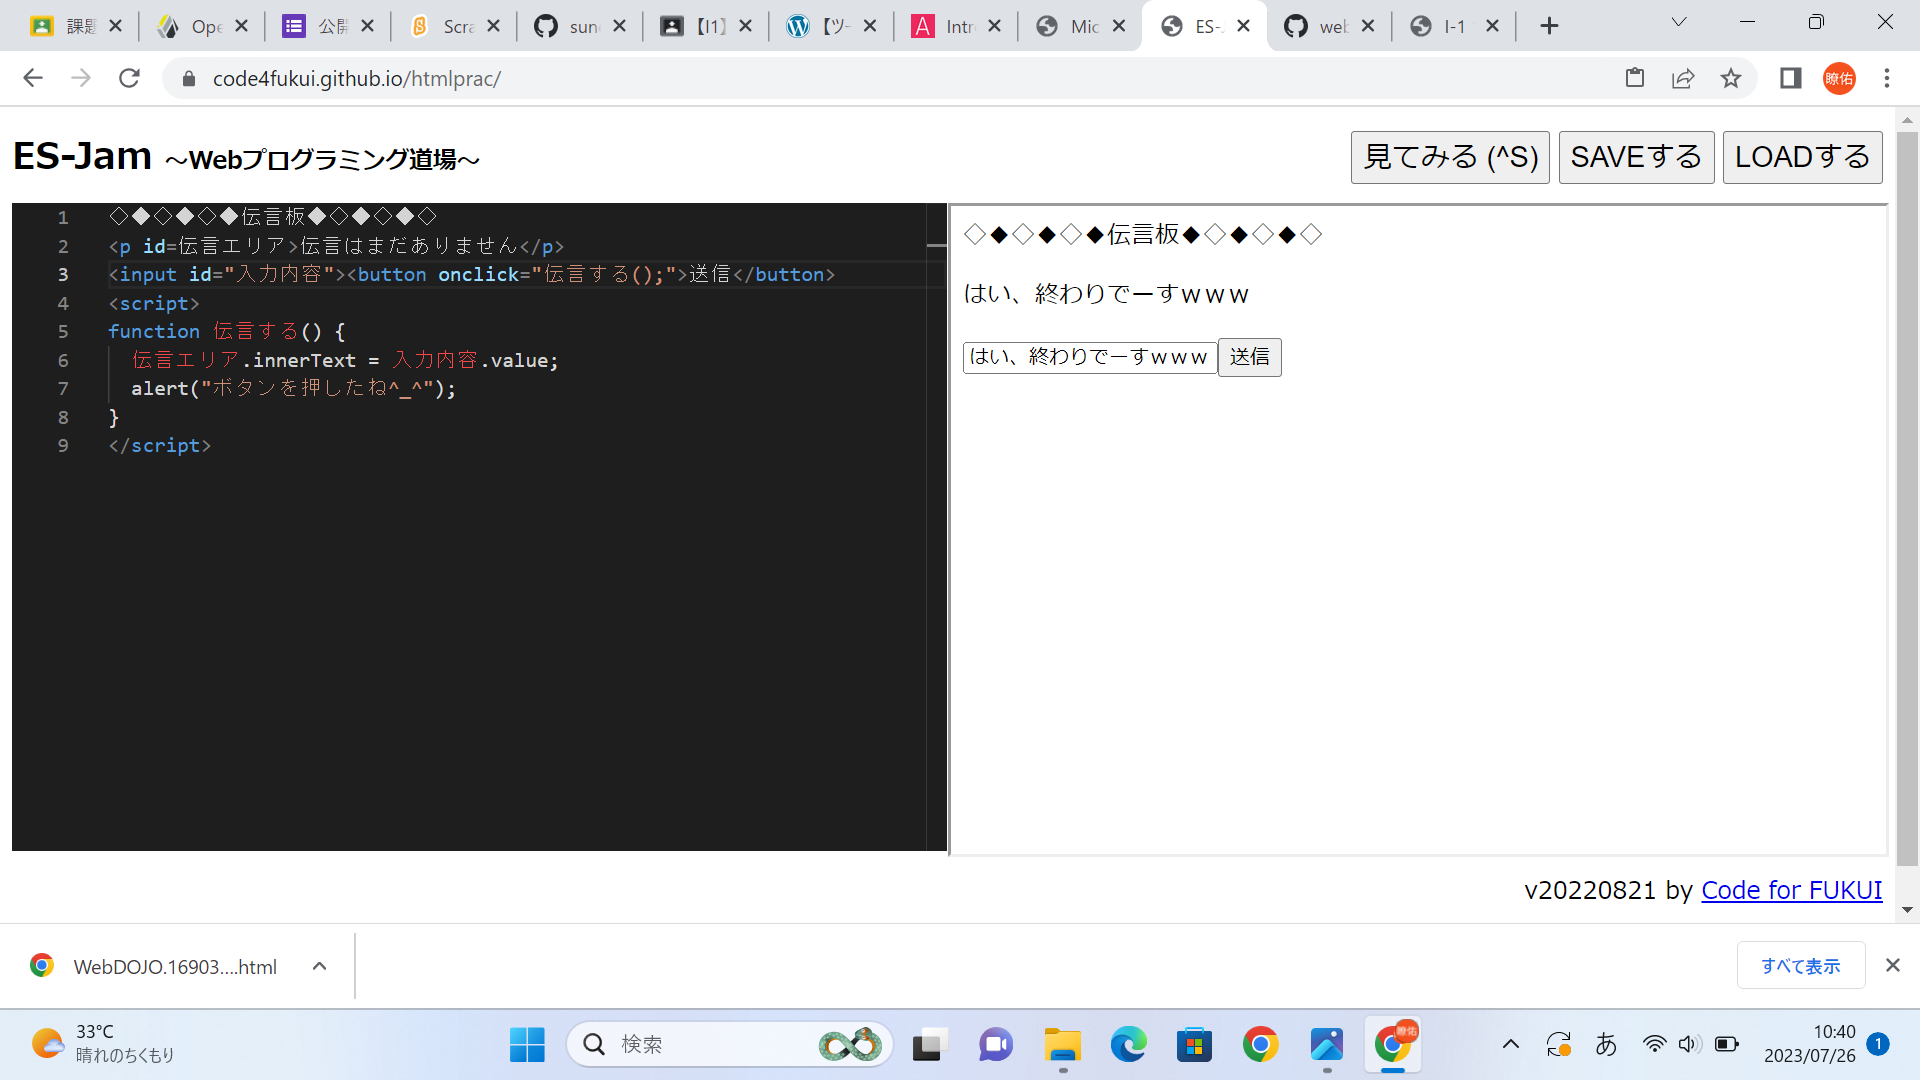 課題
Ope
公開
Scra
sun
【I1】
【ツー
Intr
Mic
ES-J
web
I-1
code4fukui.github.io/htmlprac/
瞭佑
ES-Jam ～Webプログラミング道場～
見てみる (^S)
SAVEする
LOADする
1 ◇◆◇◆◇◆伝言板◆◇◆◇◆◇
2 <p id=伝言エリア>伝言はまだありません</p>
3 <input id="入力内容"><button onclick="伝言する();">送信</button>
4 <script>
5 function 伝言する() {
6 伝言エリア.innerText = 入力内容.value;
7 alert("ボタンを押したね^_^");
8 }
9 </script>
◇◆◇◆◇◆伝言板◆◇◆◇◆◇
はい、終わりでーすｗｗｗ
はい、終わりでーすｗｗｗ 送信
v20220821 by Code for FUKUI
WebDOJO.16903....html
すべて表示
33°C
晴れのちくもり
検索
瞭佑
あ
10:40
2023/07/26
1